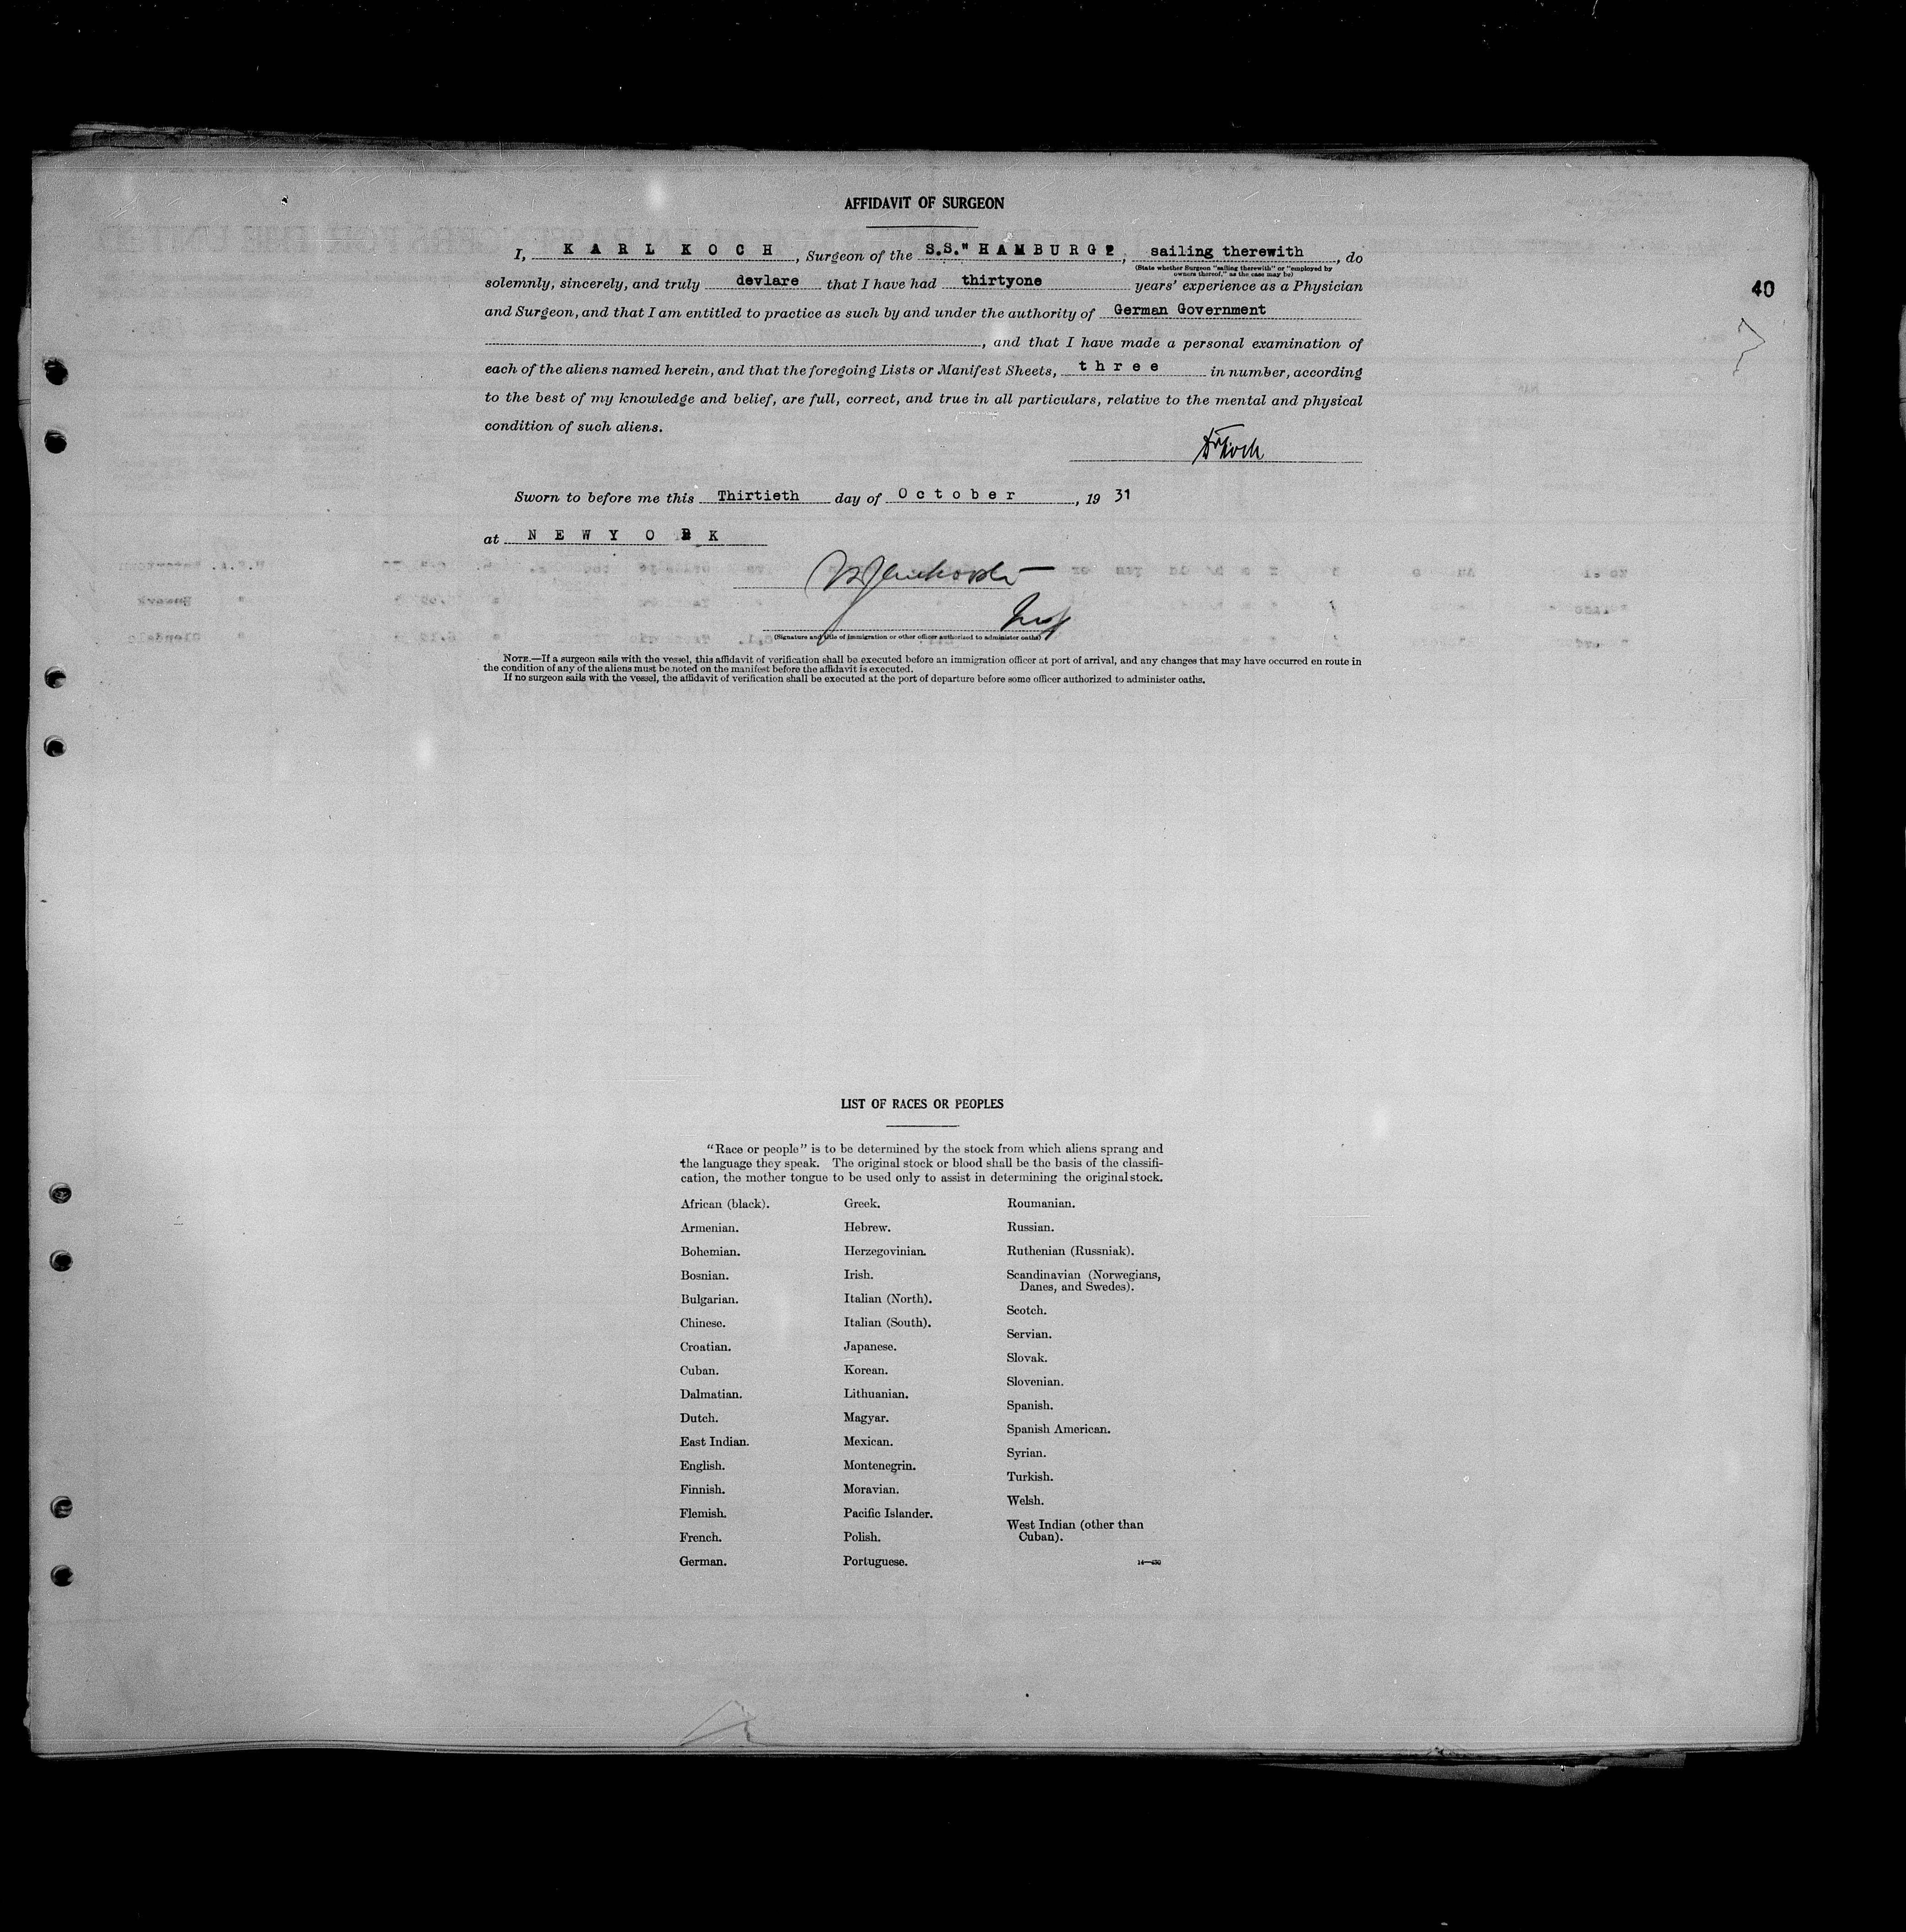 AFFIDAVIT OF SURGEON
I, K A R L K O C H, Surgeon of the S.S." H A M B U R G ", sailing therewith, do
(State whether Surgeon "sailing therewith" or "employed by
owners thereof," as the case may be)
solemnly, sincerely, and truly devlare that I have had thirtyone years' experience as a Physician
40
and Surgeon, and that I am entitled to practice as such by and under the authority of German Government
, and that I have made a personal examination of
each of the aliens named herein, and that the foregoing Lists or Manifest Sheets, t h r e e in number, according
to the best of my knowledge and belief, are full, correct, and true in all particulars, relative to the mental and physical
condition of such aliens.
Dr Koch
Sworn to before me this Thirtieth day of O c t o b e r, 19 31
at N E W Y O R K
(Signature and title of immigration or other officer authorized to administer oaths)
NOTE.—If a surgeon sails with the vessel, this affidavit of verification shall be executed before an immigration officer at port of arrival, and any changes that may have occurred en route in
the condition of any of the aliens must be noted on the manifest before the affidavit is executed.
If no surgeon sails with the vessel, the affidavit of verification shall be executed at the port of departure before some officer authorized to administer oaths.
LIST OF RACES OR PEOPLES
"Race or people" is to be determined by the stock from which aliens sprang and
the language they speak. The original stock or blood shall be the basis of the classifi-
cation, the mother tongue to be used only to assist in determining the original stock.
African (black).
Armenian.
Bohemian.
Bosnian.
Bulgarian.
Chinese.
Croatian.
Cuban.
Dalmatian.
Dutch.
East Indian.
English.
Finnish.
Flemish.
French.
German.
Greek.
Hebrew.
Herzegovinian.
Irish.
Italian (North).
Italian (South).
Japanese.
Korean.
Lithuanian.
Magyar.
Mexican.
Montenegrin.
Moravian.
Pacific Islander.
Polish.
Portuguese.
Roumanian.
Russian.
Ruthenian (Russniak).
Scandinavian (Norwegians,
Danes, and Swedes).
Scotch.
Servian.
Slovak.
Slovenian.
Spanish.
Spanish American.
Syrian.
Turkish.
Welsh.
West Indian (other than
Cuban).